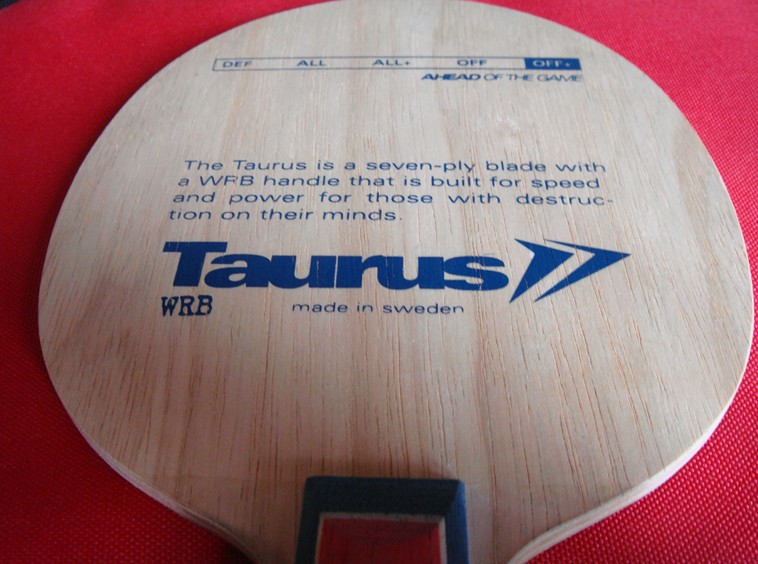 DEF ALL ALL+ OFF OFF+
AHEAD OF THE GAME
The Taurus is a seven-ply blade with
a WRB handle that is built for speed
and power for those with destruc-
tion on their minds.
Taurus
WRB made in sweden